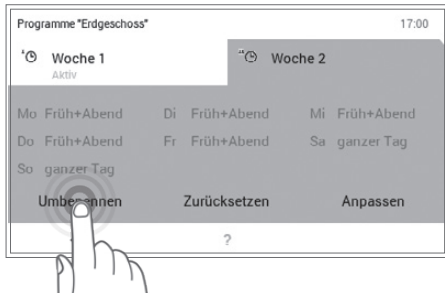 Programme "Erdgeschoss" 17:00
Woche 1 Woche 2
Aktiv
Mo Früh+Abend Di Früh+Abend Mi Früh+Abend
Do Früh+Abend Fr Früh+Abend Sa ganzer Tag
So ganzer Tag
Umbenennen Zurücksetzen Anpassen
?